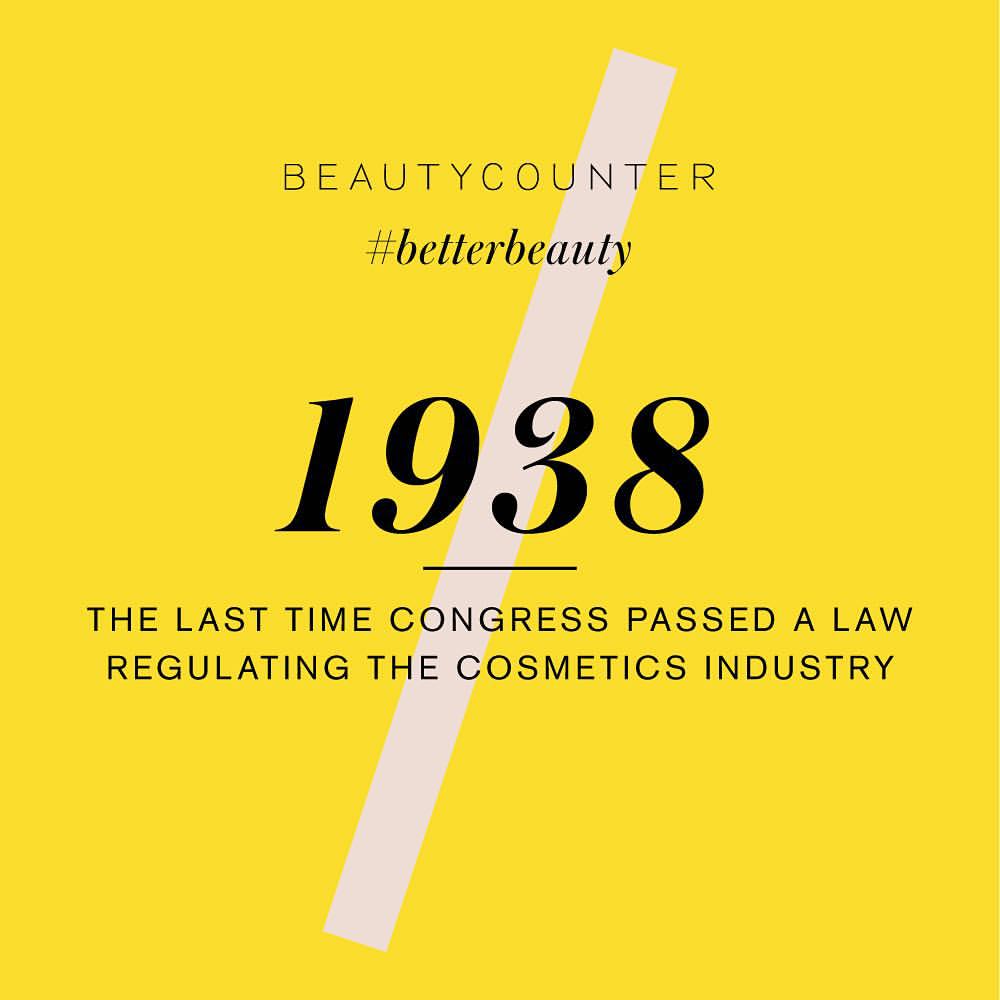 BEAUTYCOUNTER
#betterbeauty
1938
THE LAST TIME CONGRESS PASSED A LAW
REGULATING THE COSMETICS INDUSTRY